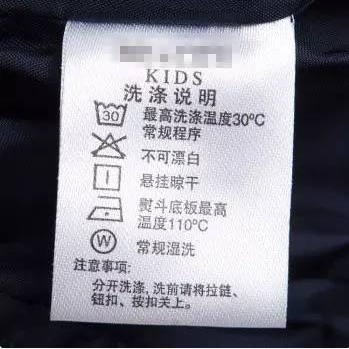 KIDS
洗涤说明
30 最高洗涤温度30℃
常规程序
不可漂白
悬挂晾干
熨斗底板最高
温度110℃
W 常规湿洗
注意事项:
分开洗涤,洗前请将拉链、
钮扣、按扣关上。